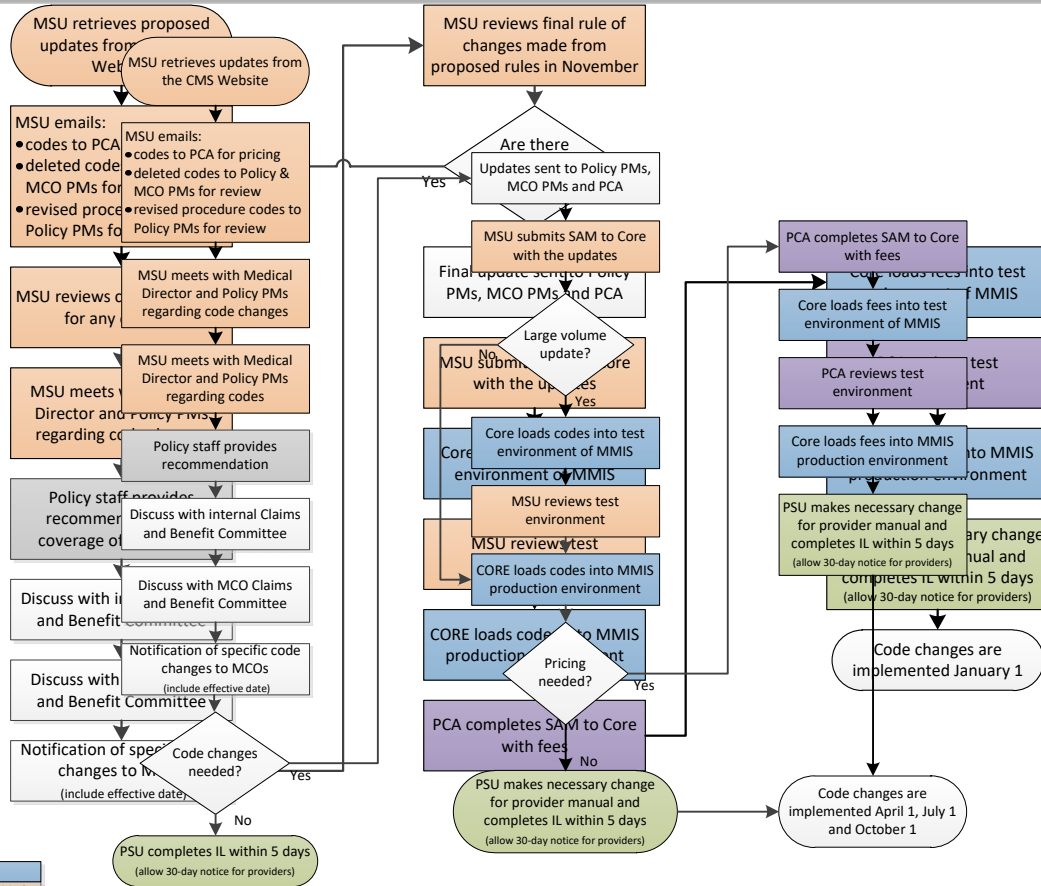 MSU retrieves proposed
updates from
Web
MSU retrieves updates from
the CMS Website
MSU emails:
•codes to PCA
•deleted code
MCO PMs for
•revised proce
Policy PMs fo
MSU emails:
•codes to PCA for pricing
•deleted codes to Policy &
MCO PMs for review
•revised procedure codes to
Policy PMs for review
MSU reviews
for any
MSU meets with Medical
Director and Policy PMs
regarding code changes
MSU meets
Director and Policy PMs
regarding
MSU meets with Medical
Director and Policy PMs
regarding codes
Policy staff provides
recommen
coverage of
Policy staff provides
recommendation
Discuss with
and Benefit Committee
Discuss with internal Claims
and Benefit Committee
Discuss with
and Benefit Committee
Discuss with MCO Claims
and Benefit Committee
Notification of
changes to
(include effective date)
Notification of specific code
changes to MCOs
(include effective date)
Code changes
needed?
Yes
No
PSU completes IL within 5 days
(allow 30-day notice for providers)
MSU reviews final rule of
changes made from
proposed rules in November
Are there
Yes
Updates sent to Policy PMs,
MCO PMs and PCA
Final update sent to Policy
PMs, MCO PMs and PCA
MSU submits SAM to Core
with the updates
Large volume
update?
No
Yes
MSU submit
Core
with the updates
Core loads codes into test
environment of MMIS
Core
environment of MMIS
MSU reviews test
environment
MSU reviews test
CORE loads codes into MMIS
production environment
CORE loads codes into MMIS
Pricing
needed?
Yes
No
PCA completes SAM to Core
with fees
PSU makes necessary change
for provider manual and
completes IL within 5 days
(allow 30-day notice for providers)
PCA completes SAM to Core
with fees
Core loads fees into test
of MMIS
Core loads fees into test
environment of MMIS
PCA reviews test
environment
test
Core loads fees into MMIS
production environment
into MMIS
production environment
PSU makes necessary change
for provider manual and
completes IL within 5 days
(allow 30-day notice for providers)
change
and
completes IL within 5 days
(allow 30-day notice for providers)
Code changes are
implemented January 1
Code changes are
implemented April 1, July 1
and October 1